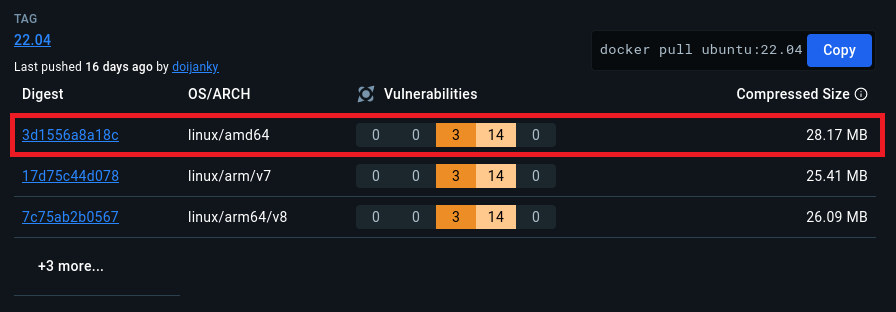 TAG
22.04
docker pull ubuntu:22.04 Copy
Last pushed 16 days ago by doijanky
Digest OS/ARCH Vulnerabilities Compressed Size
3d1556a8a18c linux/amd64 0 0 3 14 0 28.17 MB
17d75c44d078 linux/arm/v7 0 0 3 14 0 25.41 MB
7c75ab2b0567 linux/arm64/v8 0 0 3 14 0 26.09 MB
+3 more...